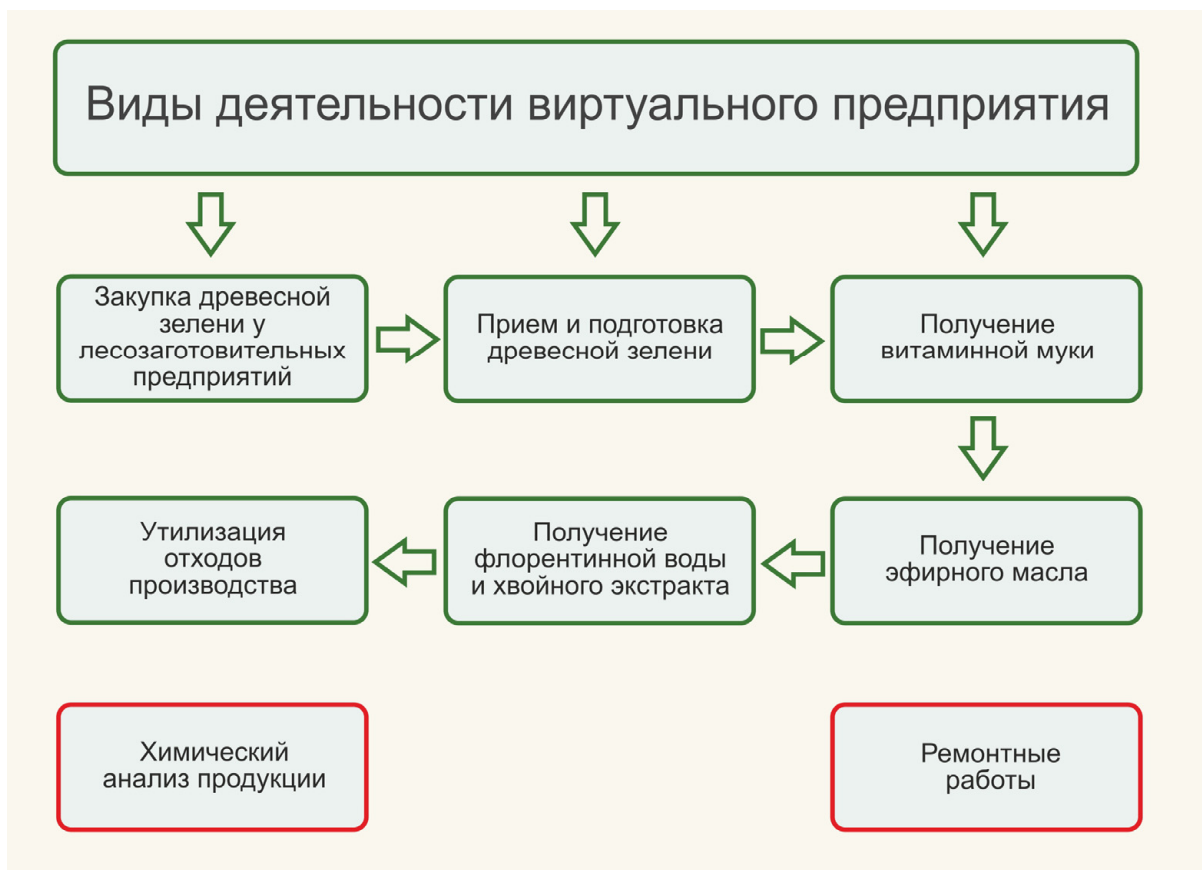 Виды деятельности виртуального предприятия
Закупка древесной
зелени у
лесозаготовительных
предприятий
Прием и подготовка
древесной зелени
Получение
витаминной муки
Утилизация
отходов
производства
Получение
флорентинной воды
и хвойного экстракта
Получение
эфирного масла
Химический
анализ продукции
Ремонтные
работы